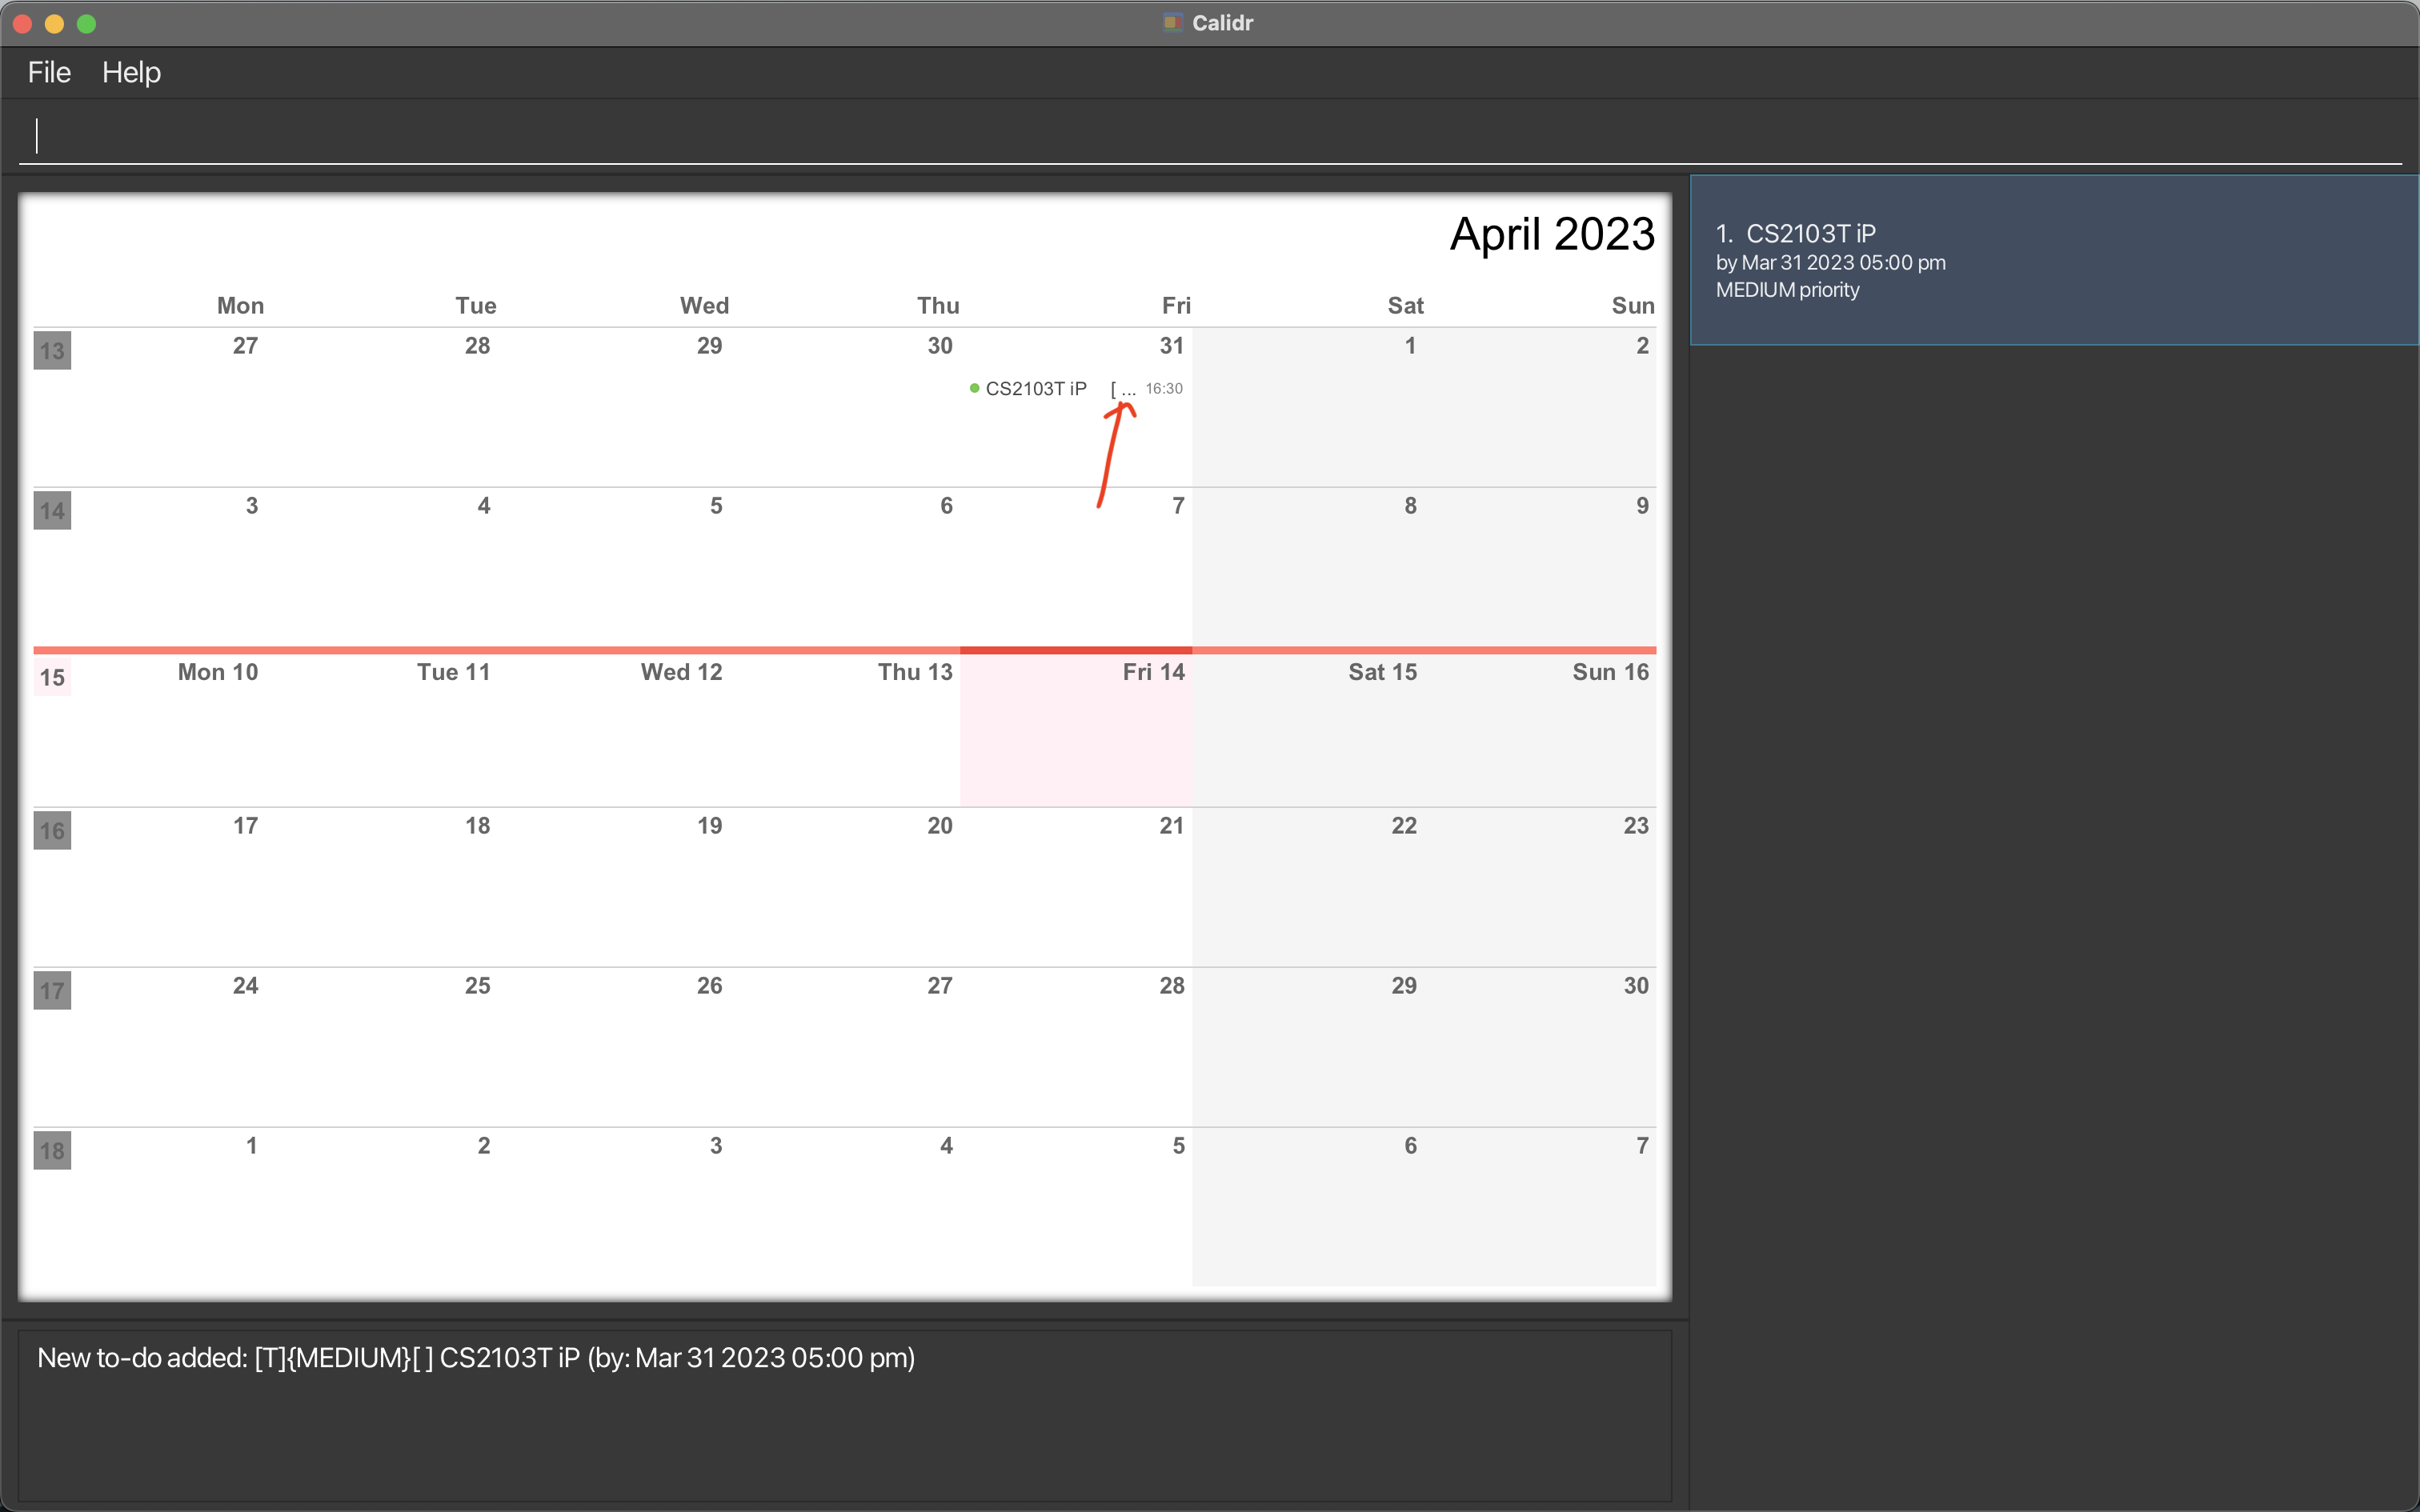 Calidr
File Help
April 2023
Mon Tue Wed Thu Fri Sat Sun
13 27 28 29 30 31 1 2
CS2103T iP [ ... 16:30
14 3 4 5 6 7 8 9
15 Mon 10 Tue 11 Wed 12 Thu 13 Fri 14 Sat 15 Sun 16
16 17 18 19 20 21 22 23
17 24 25 26 27 28 29 30
18 1 2 3 4 5 6 7
1. CS2103T iP
by Mar 31 2023 05:00 pm
MEDIUM priority
New to-do added: [T]{MEDIUM}[ ] CS2103T iP (by: Mar 31 2023 05:00 pm)